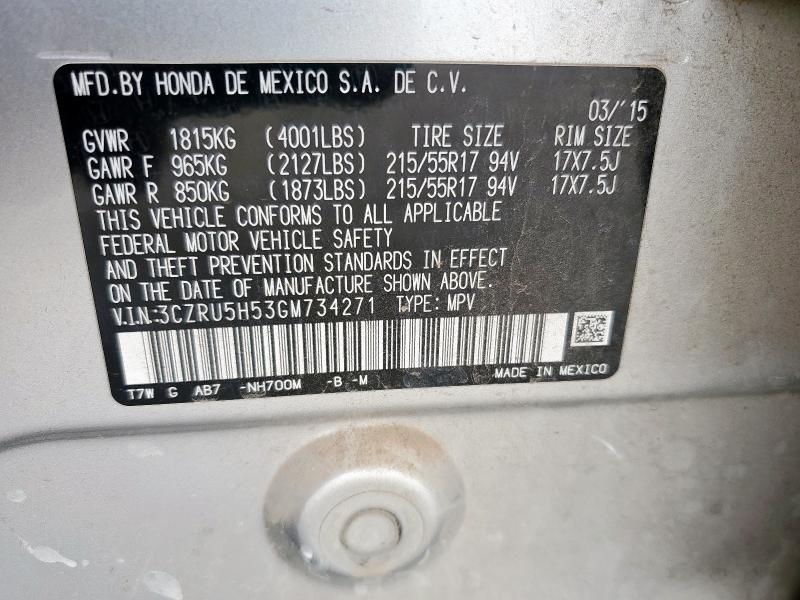 MFD.BY HONDA DE MEXICO S.A. DE C.V.
03/'15
GVWR 1815KG (4001LBS) TIRE SIZE RIM SIZE
GAWR F 965KG (2127LBS) 215/55R17 94V 17X7.5J
GAWR R 850KG (1873LBS) 215/55R17 94V 17X7.5J
THIS VEHICLE CONFORMS TO ALL APPLICABLE
FEDERAL MOTOR VEHICLE SAFETY
AND THEFT PREVENTION STANDARDS IN EFFECT
ON THE DATE OF MANUFACTURE SHOWN ABOVE.
V.I.N.:3CZRU5H53GM734271 TYPE: MPV
T7W G AB7 -NH700M -B -M MADE IN MEXICO